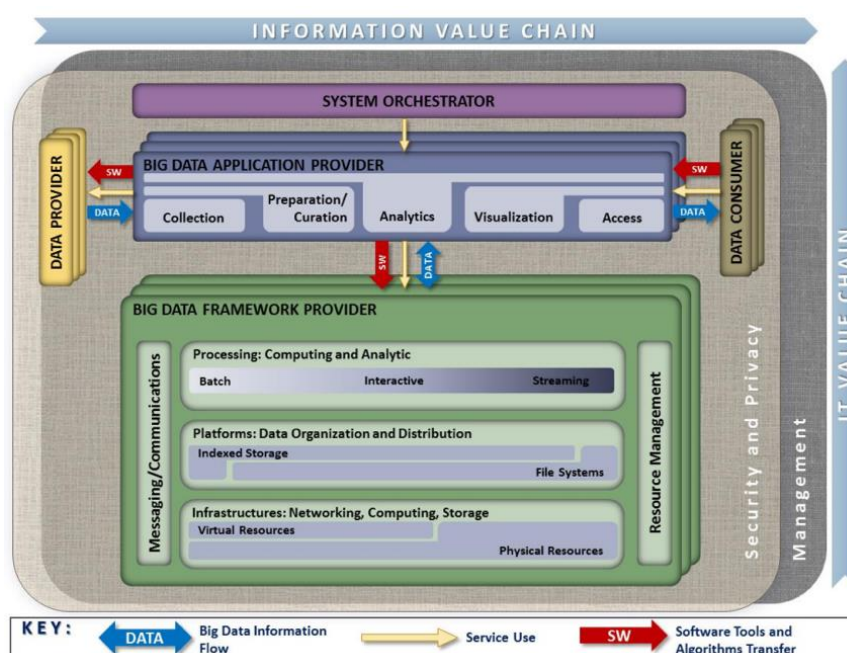 INFORMATION VALUE CHAIN
SYSTEM ORCHESTRATOR
DATA PROVIDER
SW
DATA
BIG DATA APPLICATION PROVIDER
Collection
Preparation/
Curation
Analytics
Visualization
Access
SW
DATA
DATA CONSUMER
SW
DATA
BIG DATA FRAMEWORK PROVIDER
Messaging/Communications
Processing: Computing and Analytic
Batch
Interactive
Streaming
Platforms: Data Organization and Distribution
Indexed Storage
File Systems
Infrastructures: Networking, Computing, Storage
Virtual Resources
Physical Resources
Resource Management
Security and Privacy
Management
IT VALUE CHAIN
KEY:
DATA
Big Data Information
Flow
Service Use
SW
Software Tools and
Algorithms Transfer